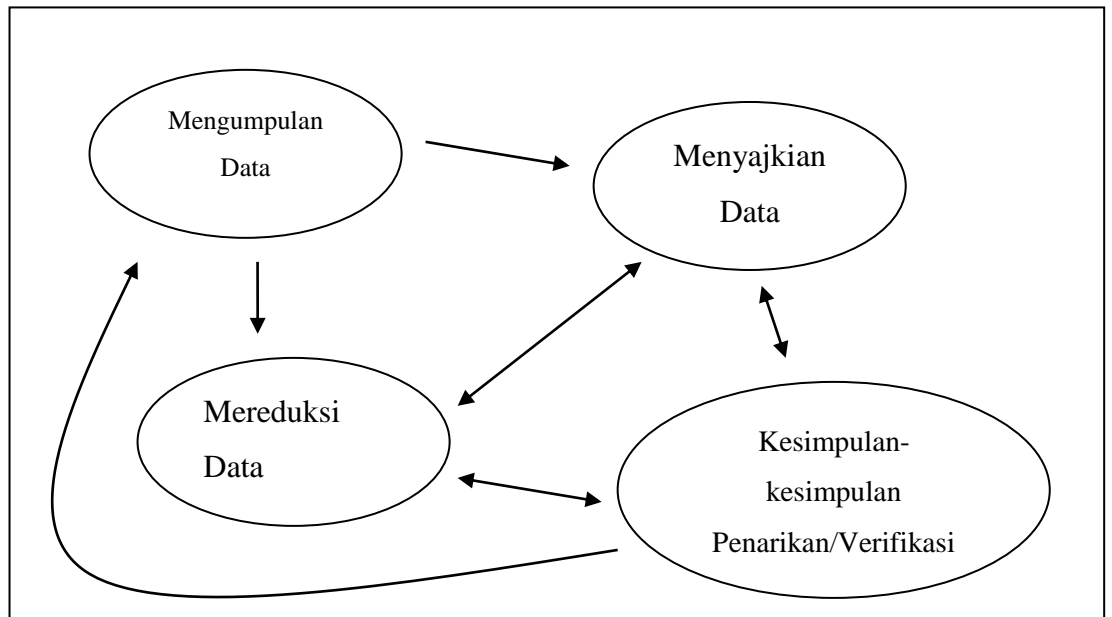 Mengumpulan
Data
Menyajkian
Data
Mereduksi
Data
Kesimpulan-
kesimpulan
Penarikan/Verifikasi